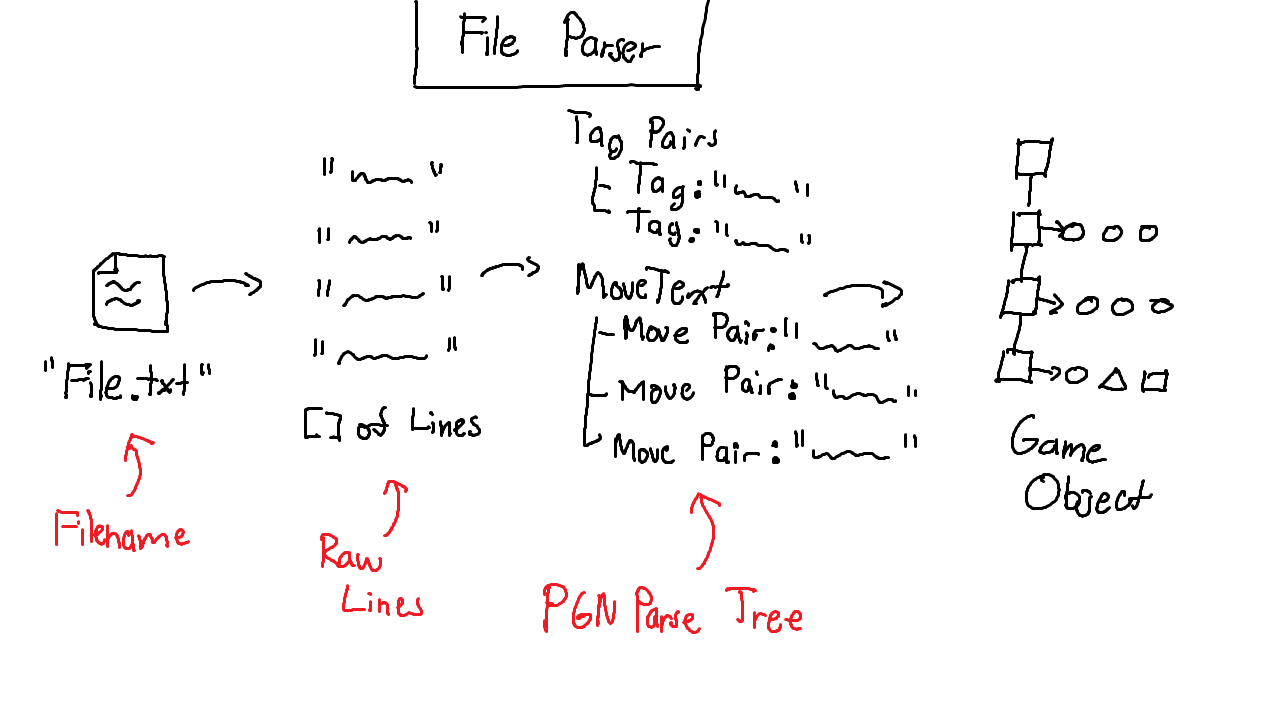 File Parser
"File.txt"
Filename
" "
" "
" "
" "
[] of Lines
Raw
Lines
Tag Pairs
Tag: " "
Tag: " "
MoveText
Move Pair: " "
Move Pair: " "
Move Pair: " "
PGN Parse Tree
Game
Object